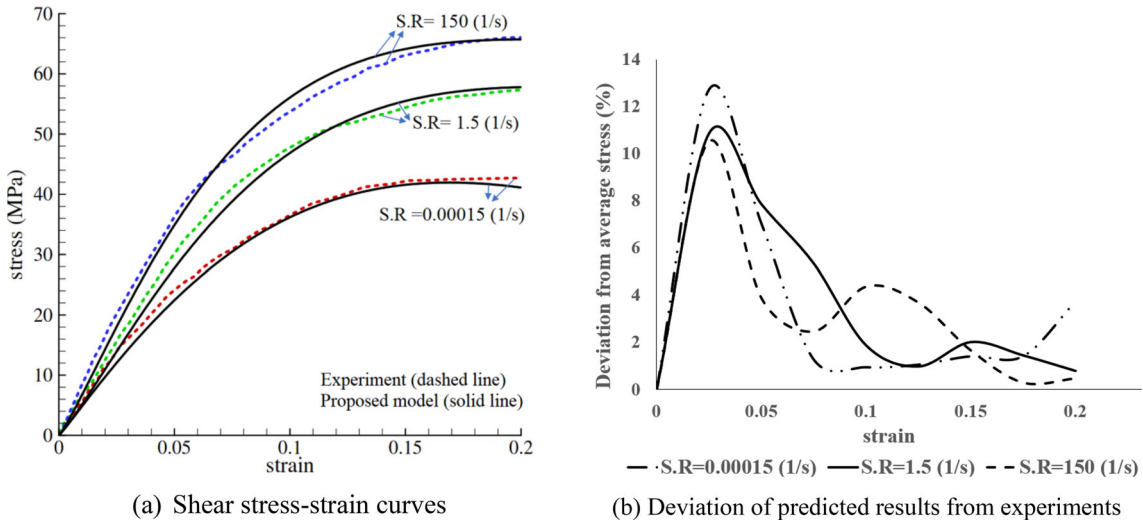 70
60
50
40
30
20
10
0
stress (MPa)
S.R= 150 (1/s)
S.R= 1.5 (1/s)
S.R =0.00015 (1/s)
Experiment (dashed line)
Proposed model (solid line)
0 0.05 0.1 0.15 0.2
strain
(a) Shear stress-strain curves
14
12
10
8
6
4
2
0
Deviation from average stress (%)
0 0.05 0.1 0.15 0.2
strain
S.R=0.00015 (1/s) S.R=1.5 (1/s) S.R=150 (1/s)
(b) Deviation of predicted results from experiments